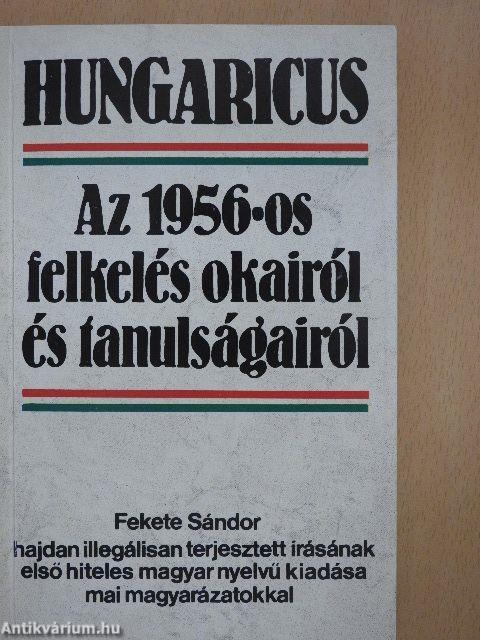 HUNGARICUS
Az 1956-os
felkelés okairól
és tanulságairól
Fekete Sándor
hajdan illegálisan terjesztett írásának
első hiteles magyar nyelvű kiadása
mai magyarázatokkal
Antikvárium.hu